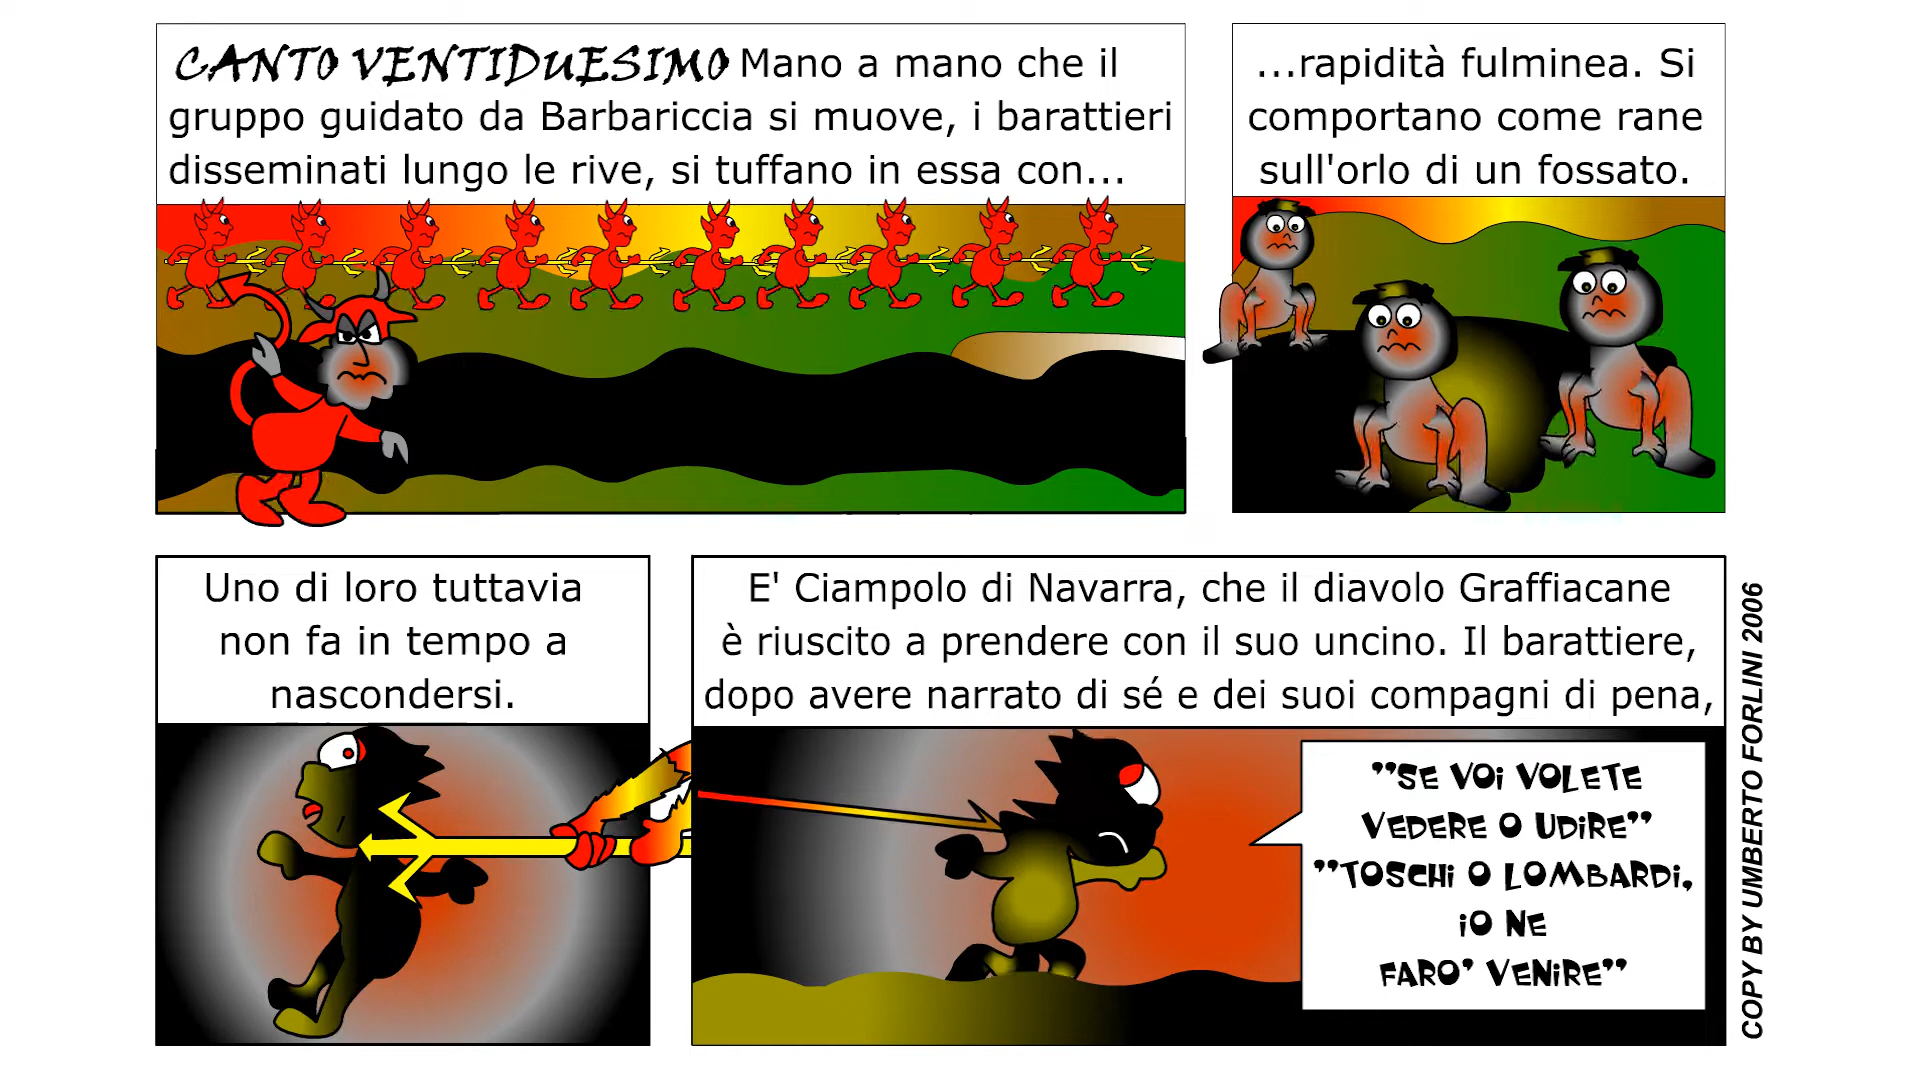 CANTO VENTIDUESIMO Mano a mano che il
gruppo guidato da Barbariccia si muove, i barattieri
disseminati lungo le rive, si tuffano in essa con...
...rapidità fulminea. Si
comportano come rane
sull'orlo di un fossato.
Uno di loro tuttavia
non fa in tempo a
nascondersi.
E' Ciampolo di Navarra, che il diavolo Graffiacane
è riuscito a prendere con il suo uncino. Il barattiere,
dopo avere narrato di sé e dei suoi compagni di pena,
"SE VOi VOLETE
VEDERE O UDiRE"
"TOSCHi O LOMBARDi,
iO NE
FARO' VENiRE"
COPY BY UMBERTO FORLINI 2006